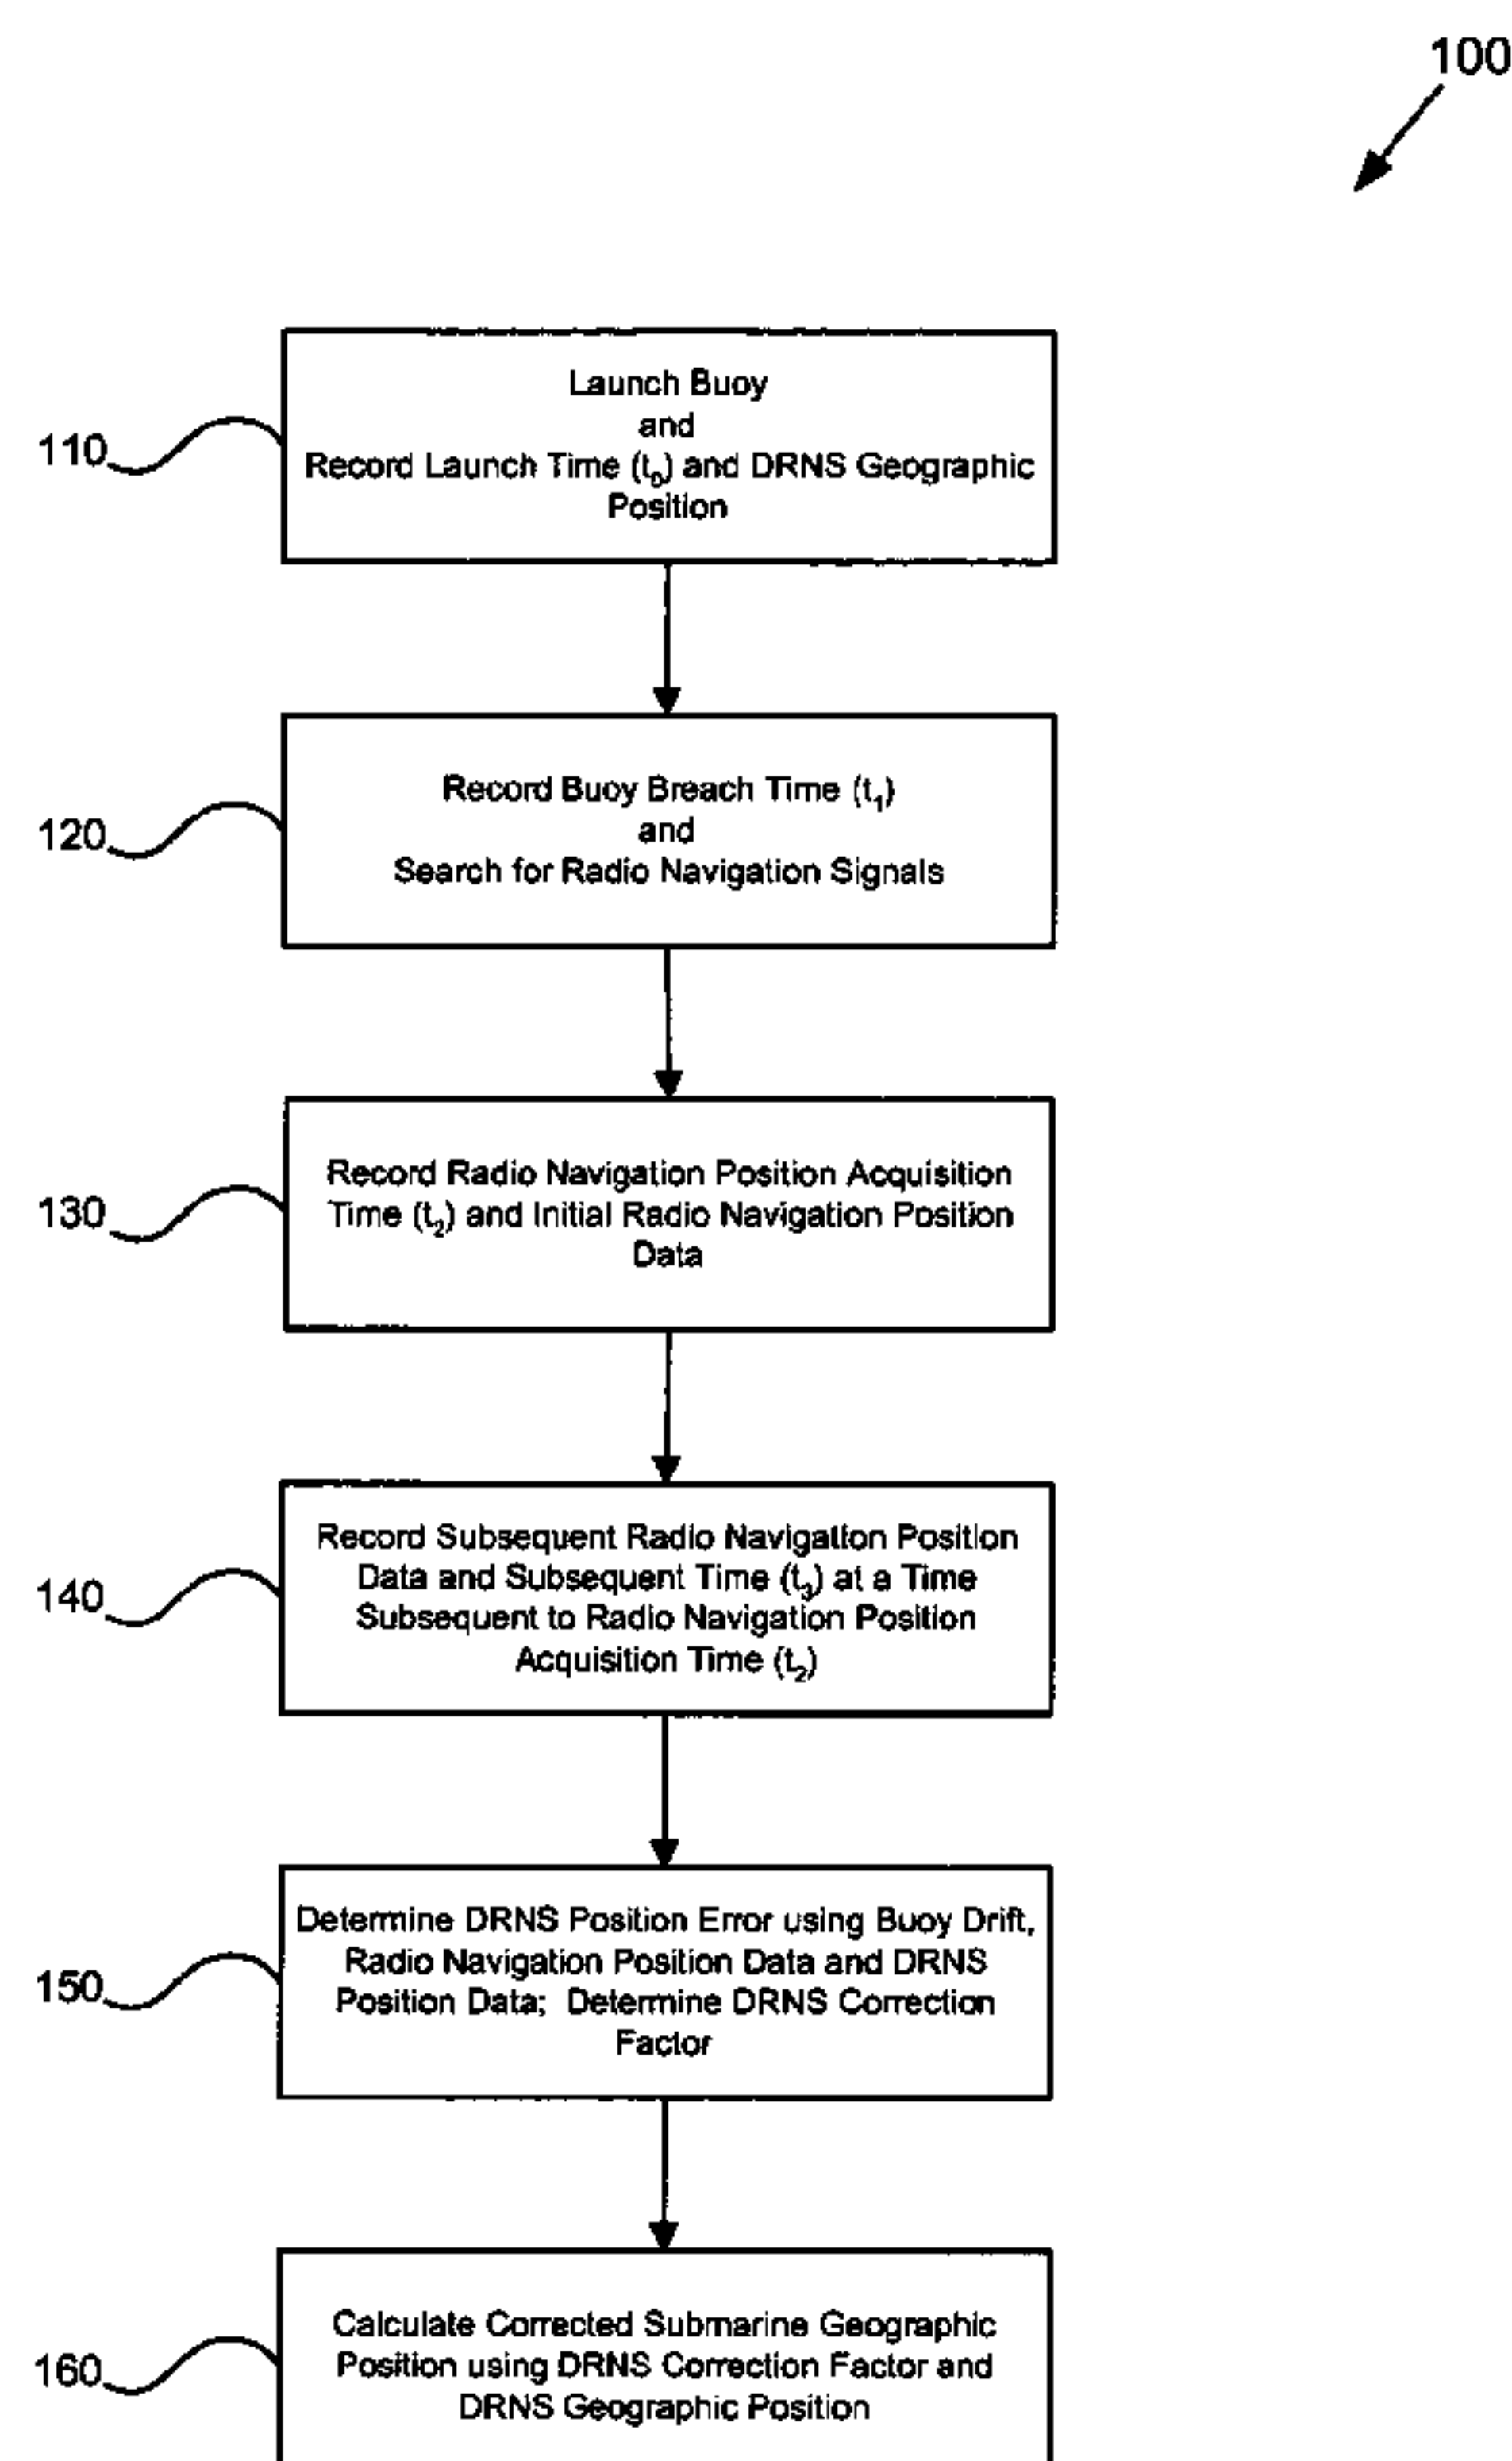 100
110
Launch Buoy
and
Record Launch Time (t₀) and DRNS Geographic
Position
120
Record Buoy Breach Time (t₁)
and
Search for Radio Navigation Signals
130
Record Radio Navigation Position Acquisition
Time (t₂) and Initial Radio Navigation Position
Data
140
Record Subsequent Radio Navigation Position
Data and Subsequent Time (t₃) at a Time
Subsequent to Radio Navigation Position
Acquisition Time (t₂)
150
Determine DRNS Position Error using Buoy Drift,
Radio Navigation Position Data and DRNS
Position Data; Determine DRNS Correction
Factor
160
Calculate Corrected Submarine Geographic
Position using DRNS Correction Factor and
DRNS Geographic Position